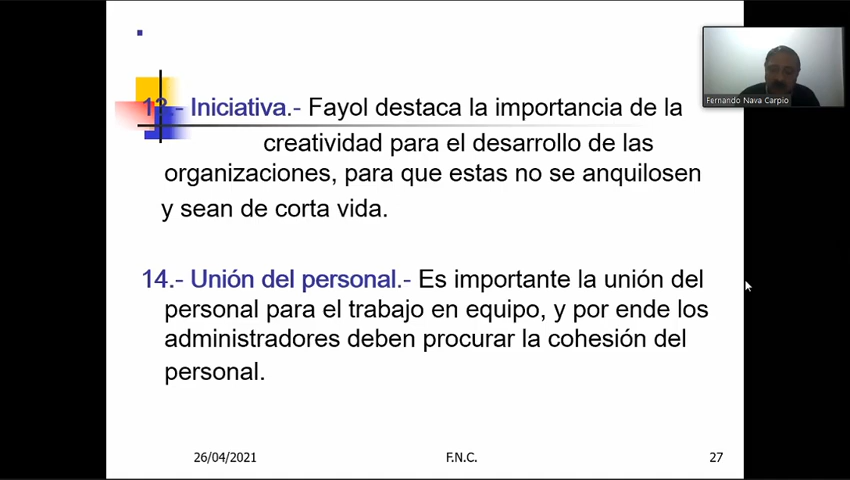 13.- Iniciativa.- Fayol destaca la importancia de la
creatividad para el desarrollo de las
organizaciones, para que estas no se anquilosen
y sean de corta vida.
14.- Unión del personal.- Es importante la unión del
personal para el trabajo en equipo, y por ende los
administradores deben procurar la cohesión del
personal.
26/04/2021 F.N.C. 27
Fernando Nava Carpio